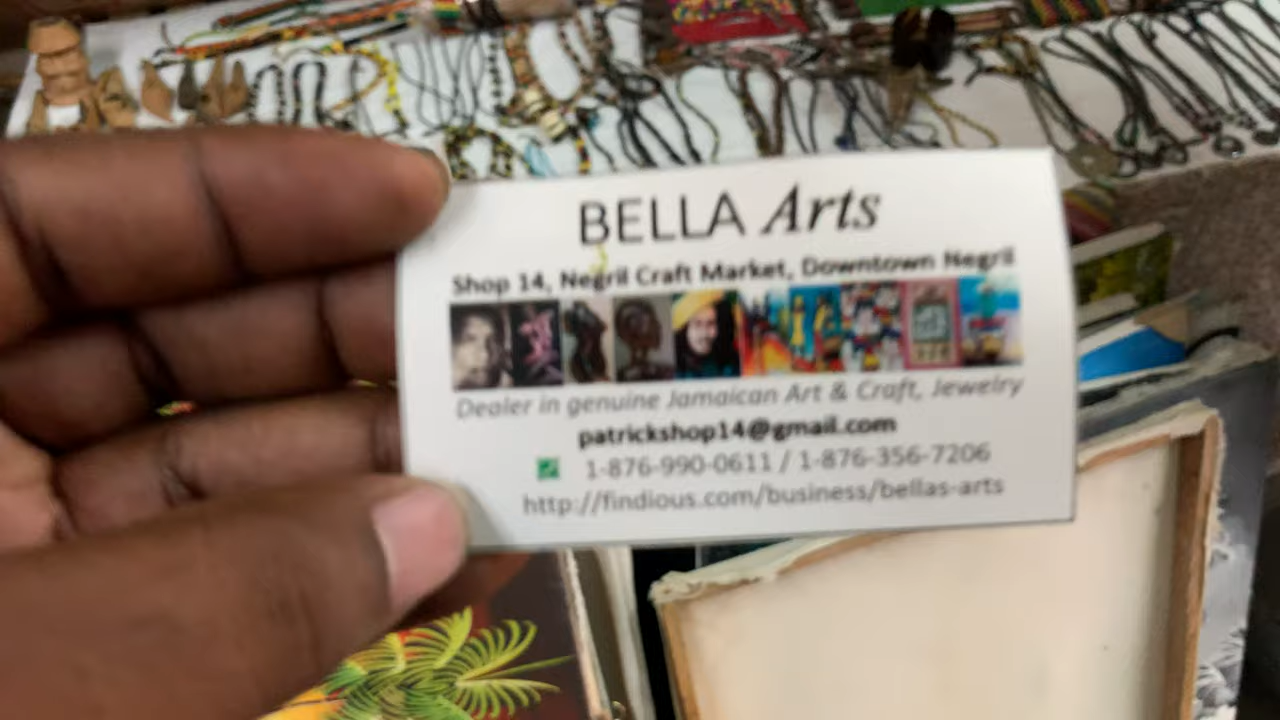 BELLA Arts
Shop 14, Negril Craft Market, Downtown Negril
Dealer in genuine Jamaican Art & Craft, Jewelry
patrickshop14@gmail.com
1-876-990-0611 / 1-876-356-7206
http://findious.com/business/bellas-arts